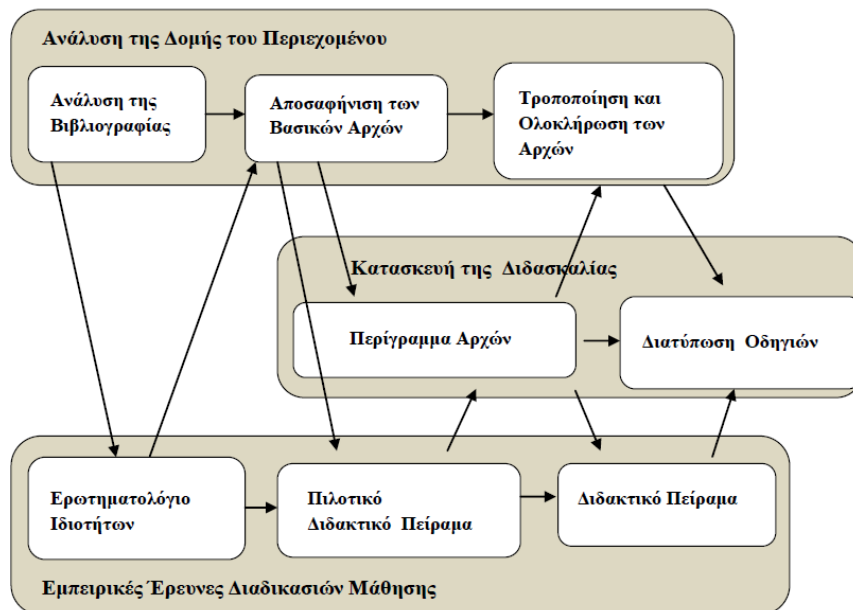 Ανάλυση της Δομής του Περιεχομένου
Ανάλυση της
Βιβλιογραφίας
Αποσαφήνιση των
Βασικών Αρχών
Τροποποίηση και
Ολοκλήρωση των
Αρχών
Κατασκευή της Διδασκαλίας
Περίγραμμα Αρχών
Διατύπωση Οδηγιών
Ερωτηματολόγιο
Ιδιοτήτων
Πιλοτικό
Διδακτικό Πείραμα
Διδακτικό Πείραμα
Εμπειρικές Έρευνες Διαδικασιών Μάθησης